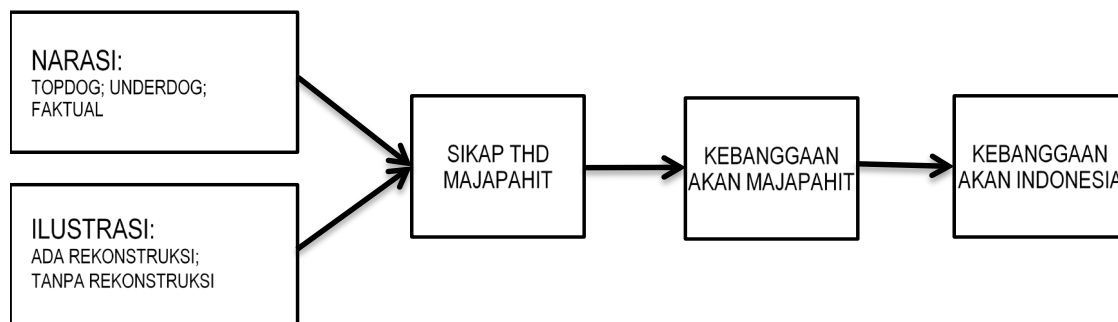 NARASI:
TOPDOG; UNDERDOG;
FAKTUAL
ILUSTRASI:
ADA REKONSTRUKSI;
TANPA REKONSTRUKSI
SIKAP THD
MAJAPAHIT
KEBANGGAAN
AKAN MAJAPAHIT
KEBANGGAAN
AKAN INDONESIA